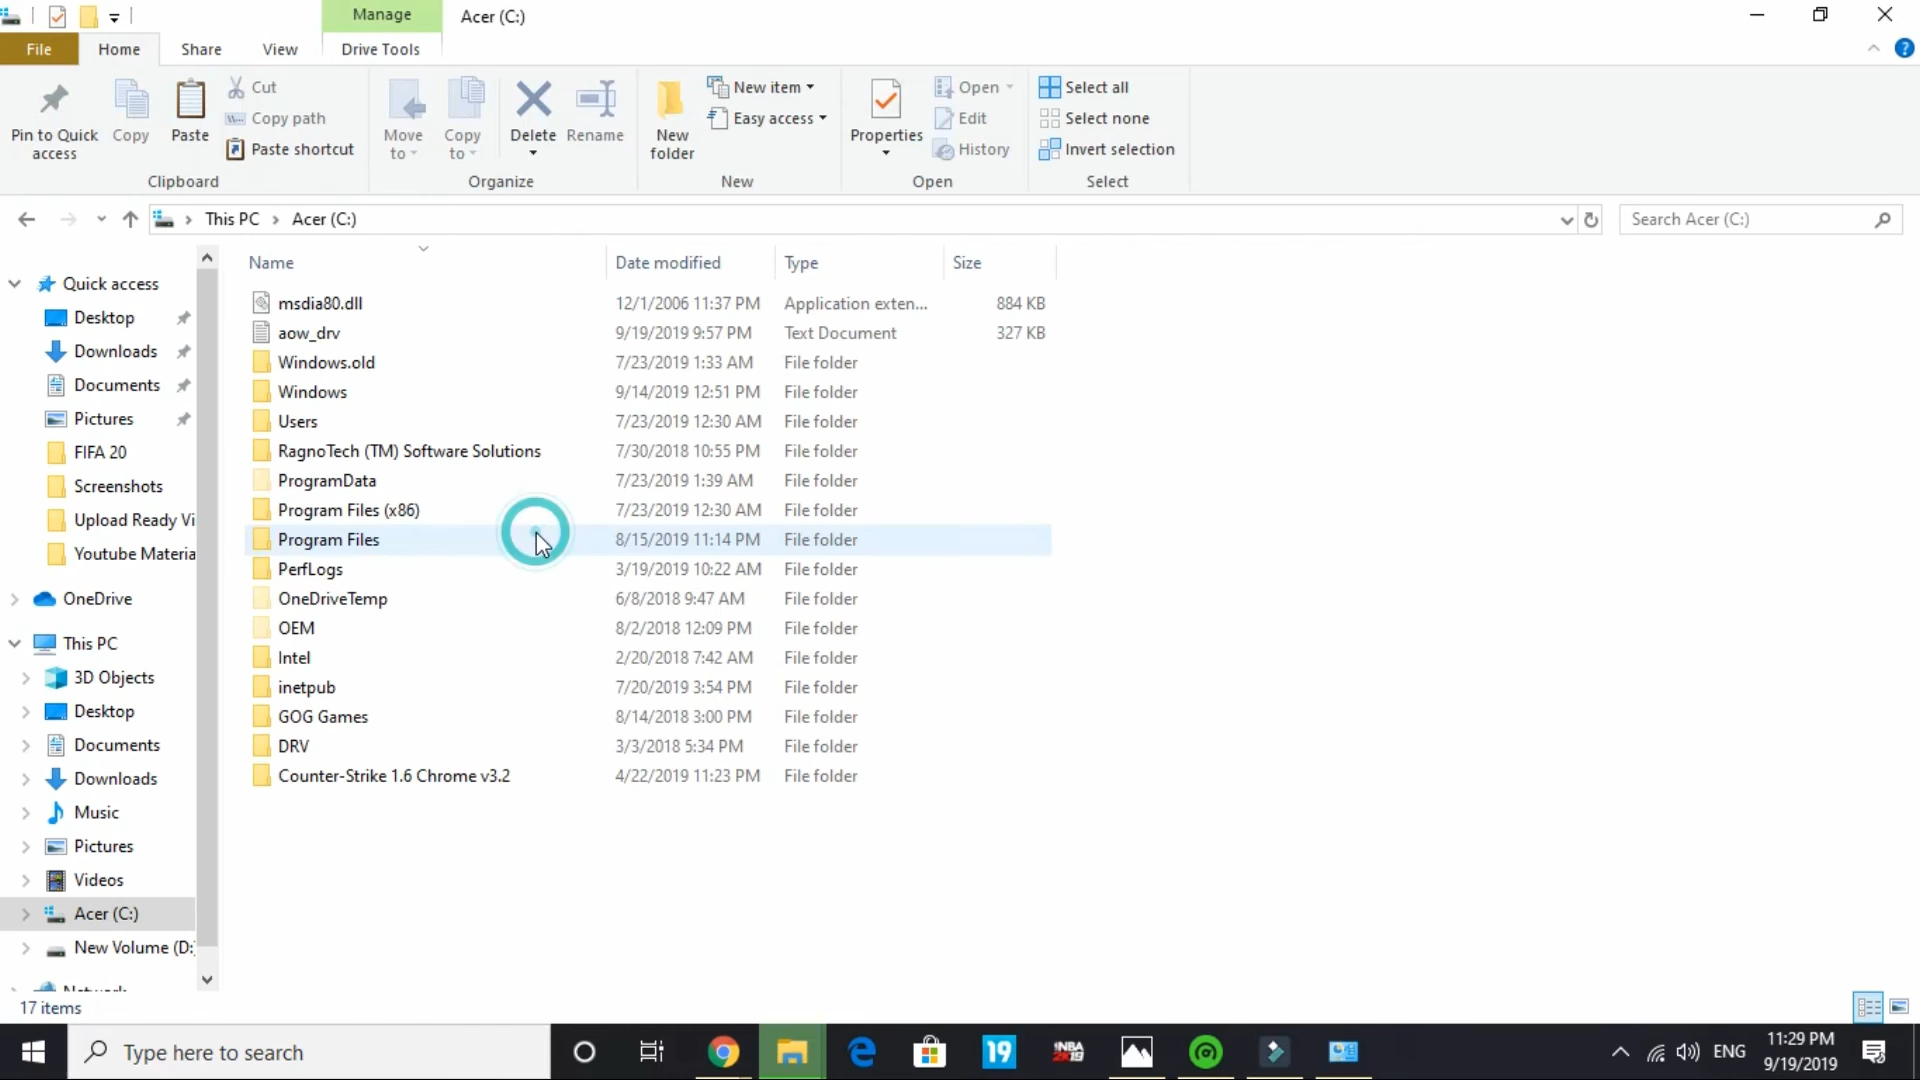 Manage
Acer (C:)
File
Home
Share
View
Drive Tools
Pin to Quick access
Copy
Paste
Cut
Copy path
Paste shortcut
Clipboard
Move to
Copy to
Delete
Rename
Organize
New folder
New item
Easy access
New
Properties
Open
Edit
History
Open
Select all
Select none
Invert selection
Select
This PC
Acer (C:)
Search Acer (C:)
Quick access
Desktop
Downloads
Documents
Pictures
FIFA 20
Screenshots
Upload Ready Vi
Youtube Materia
OneDrive
This PC
3D Objects
Desktop
Documents
Downloads
Music
Pictures
Videos
Acer (C:)
New Volume (D:
Network
Name Date modified Type Size
msdia80.dll 12/1/2006 11:37 PM Application exten... 884 KB
aow_drv 9/19/2019 9:57 PM Text Document 327 KB
Windows.old 7/23/2019 1:33 AM File folder
Windows 9/14/2019 12:51 PM File folder
Users 7/23/2019 12:30 AM File folder
RagnoTech (TM) Software Solutions 7/30/2018 10:55 PM File folder
ProgramData 7/23/2019 1:39 AM File folder
Program Files (x86) 7/23/2019 12:30 AM File folder
Program Files 8/15/2019 11:14 PM File folder
PerfLogs 3/19/2019 10:22 AM File folder
OneDriveTemp 6/8/2018 9:47 AM File folder
OEM 8/2/2018 12:09 PM File folder
Intel 2/20/2018 7:42 AM File folder
inetpub 7/20/2019 3:54 PM File folder
GOG Games 8/14/2018 3:00 PM File folder
DRV 3/3/2018 5:34 PM File folder
Counter-Strike 1.6 Chrome v3.2 4/22/2019 11:23 PM File folder
17 items
Type here to search
19
NBA
2K19
ENG
11:29 PM
9/19/2019